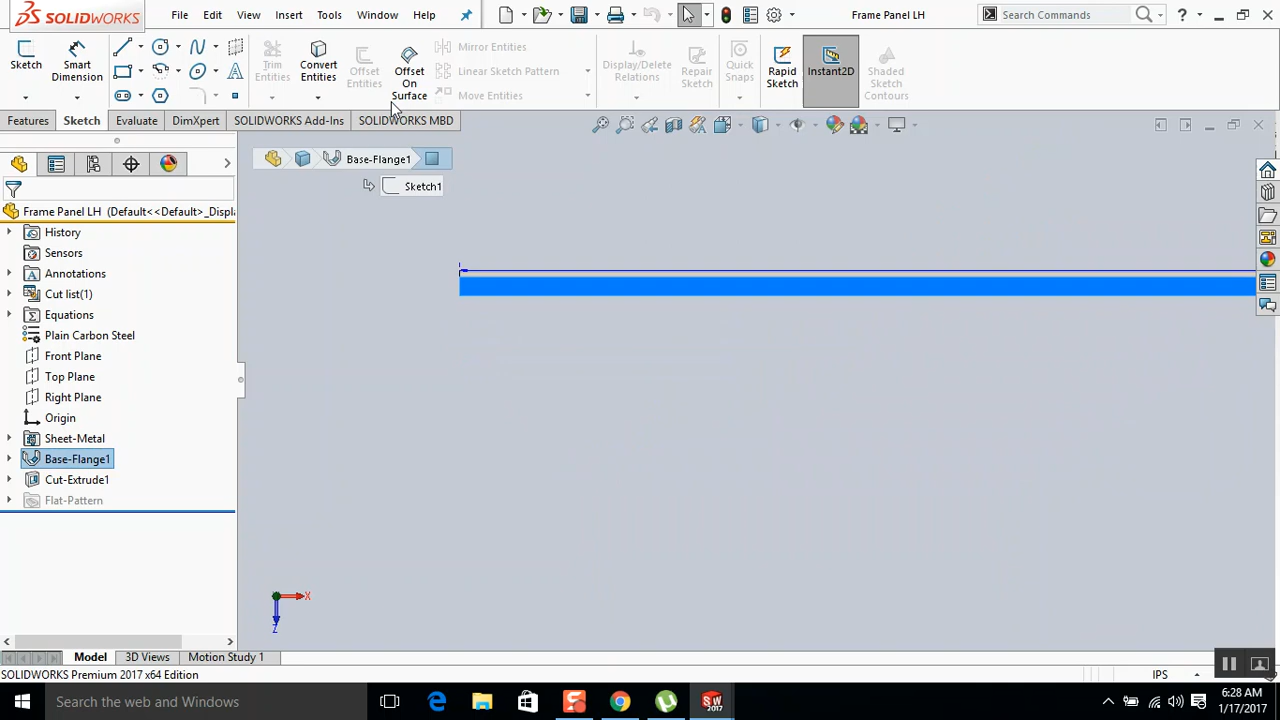 SOLIDWORKS
File
Edit
View
Insert
Tools
Window
Help
Frame Panel LH
Search Commands
?
Sketch
Smart Dimension
Trim Entities
Convert Entities
Offset Entities
Offset On Surface
Mirror Entities
Linear Sketch Pattern
Move Entities
Display/Delete Relations
Repair Sketch
Quick Snaps
Rapid Sketch
Instant2D
Shaded Sketch Contours
Features
Sketch
Evaluate
DimXpert
SOLIDWORKS Add-Ins
SOLIDWORKS MBD
Base-Flange1
Sketch1
Frame Panel LH (Default<<Default>_Displ
History
Sensors
Annotations
Cut list(1)
Equations
Plain Carbon Steel
Front Plane
Top Plane
Right Plane
Origin
Sheet-Metal
Base-Flange1
Cut-Extrude1
Flat-Pattern
X
Z
Model
3D Views
Motion Study 1
SOLIDWORKS Premium 2017 x64 Edition
IPS
Search the web and Windows
SW
2017
6:28 AM
1/17/2017